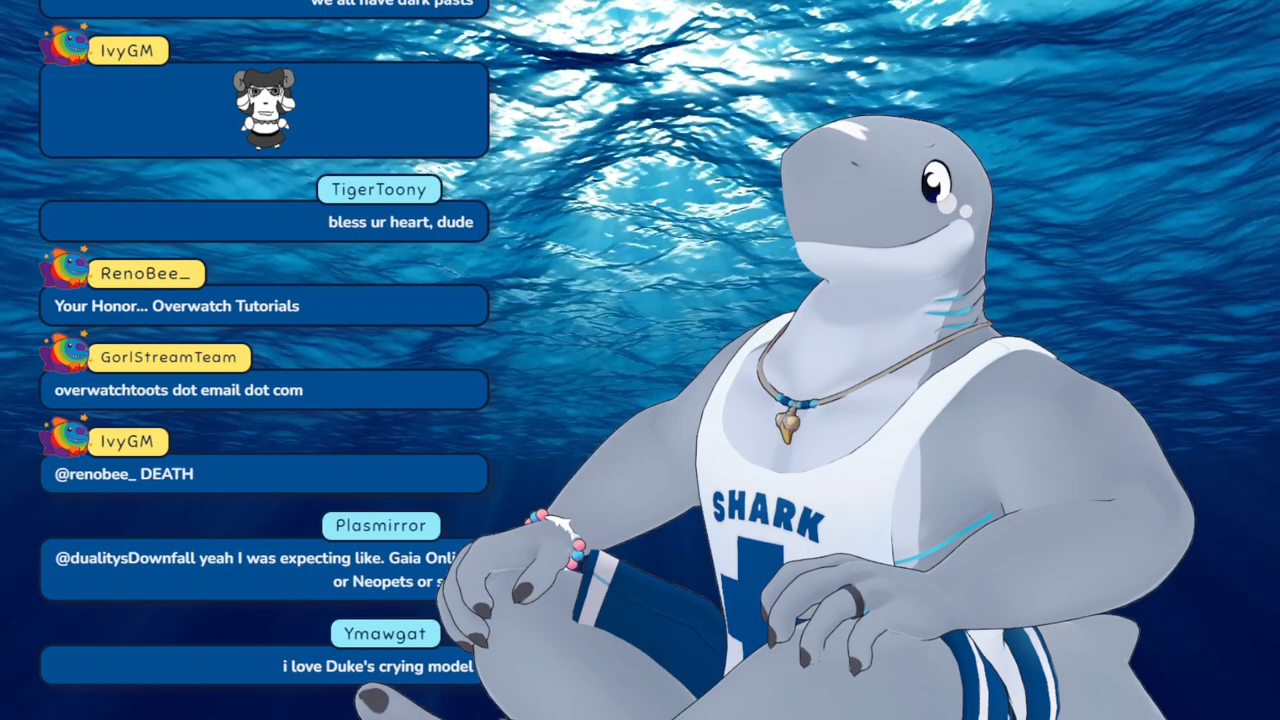 we all have dark pasts
IvyGM
TigerToony
bless ur heart, dude
RenoBee_
Your Honor... Overwatch Tutorials
GorlStreamTeam
overwatchtoots dot email dot com
IvyGM
@renobee_ DEATH
Plasmirror
@dualitysDownfall yeah I was expecting like. Gaia
or Neopets or
Ymawgat
i love Duke's crying model
SHARK